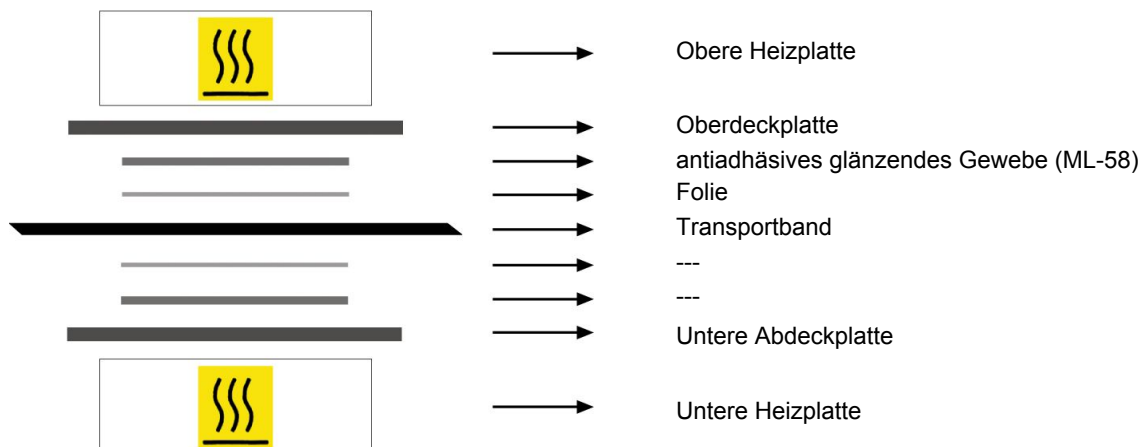 Obere Heizplatte
Oberdeckplatte
antiadhäsives glänzendes Gewebe (ML-58)
Folie
Transportband
---
---
Untere Abdeckplatte
Untere Heizplatte